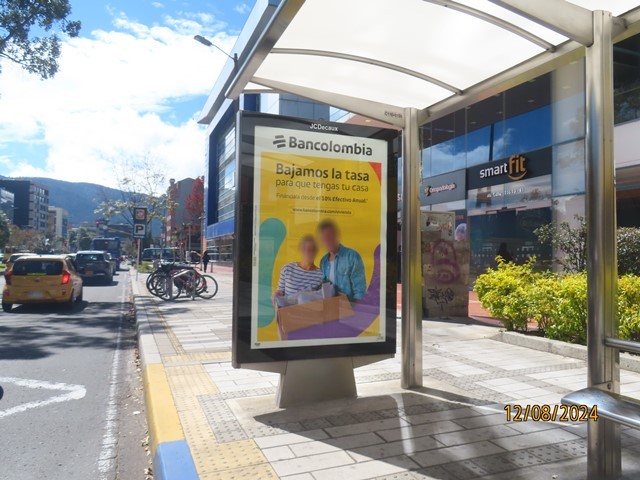 JCDecaux
Bancolombia
Bajamos la tasa
para que tengas tu casa
smart fit
P
12/08/2024